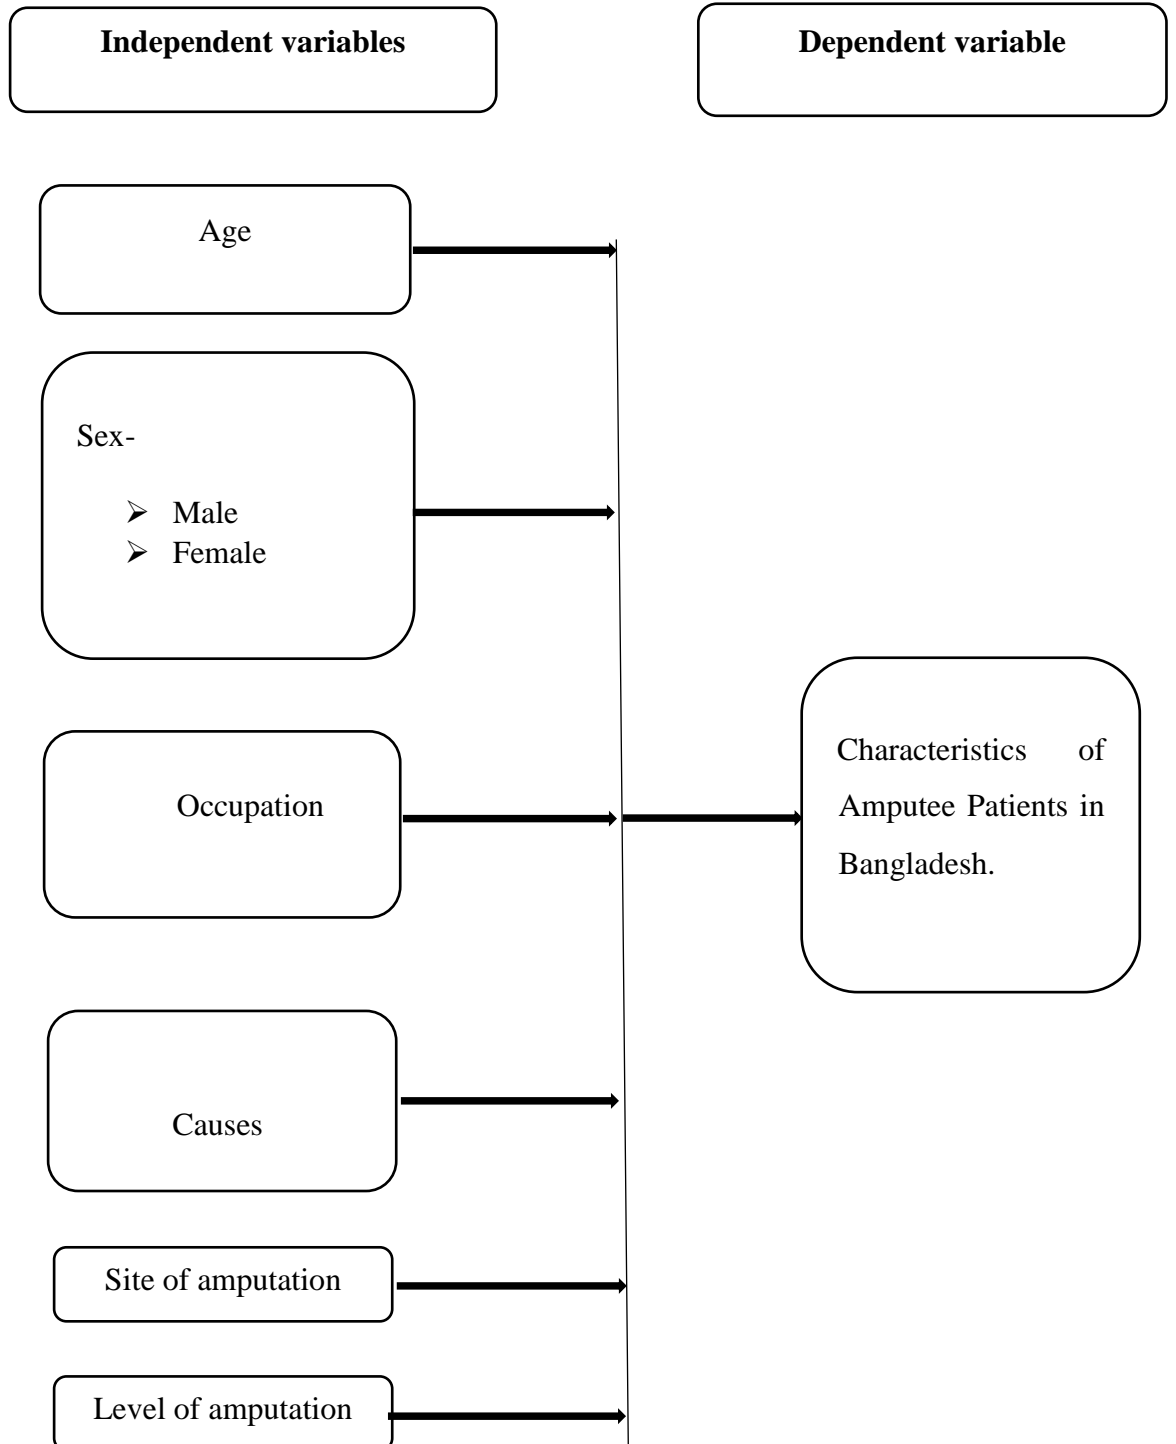 Independent variables
Dependent variable
Age
Sex-
➢ Male
➢ Female
Occupation
Characteristics of
Amputee Patients in
Bangladesh.
Causes
Site of amputation
Level of amputation